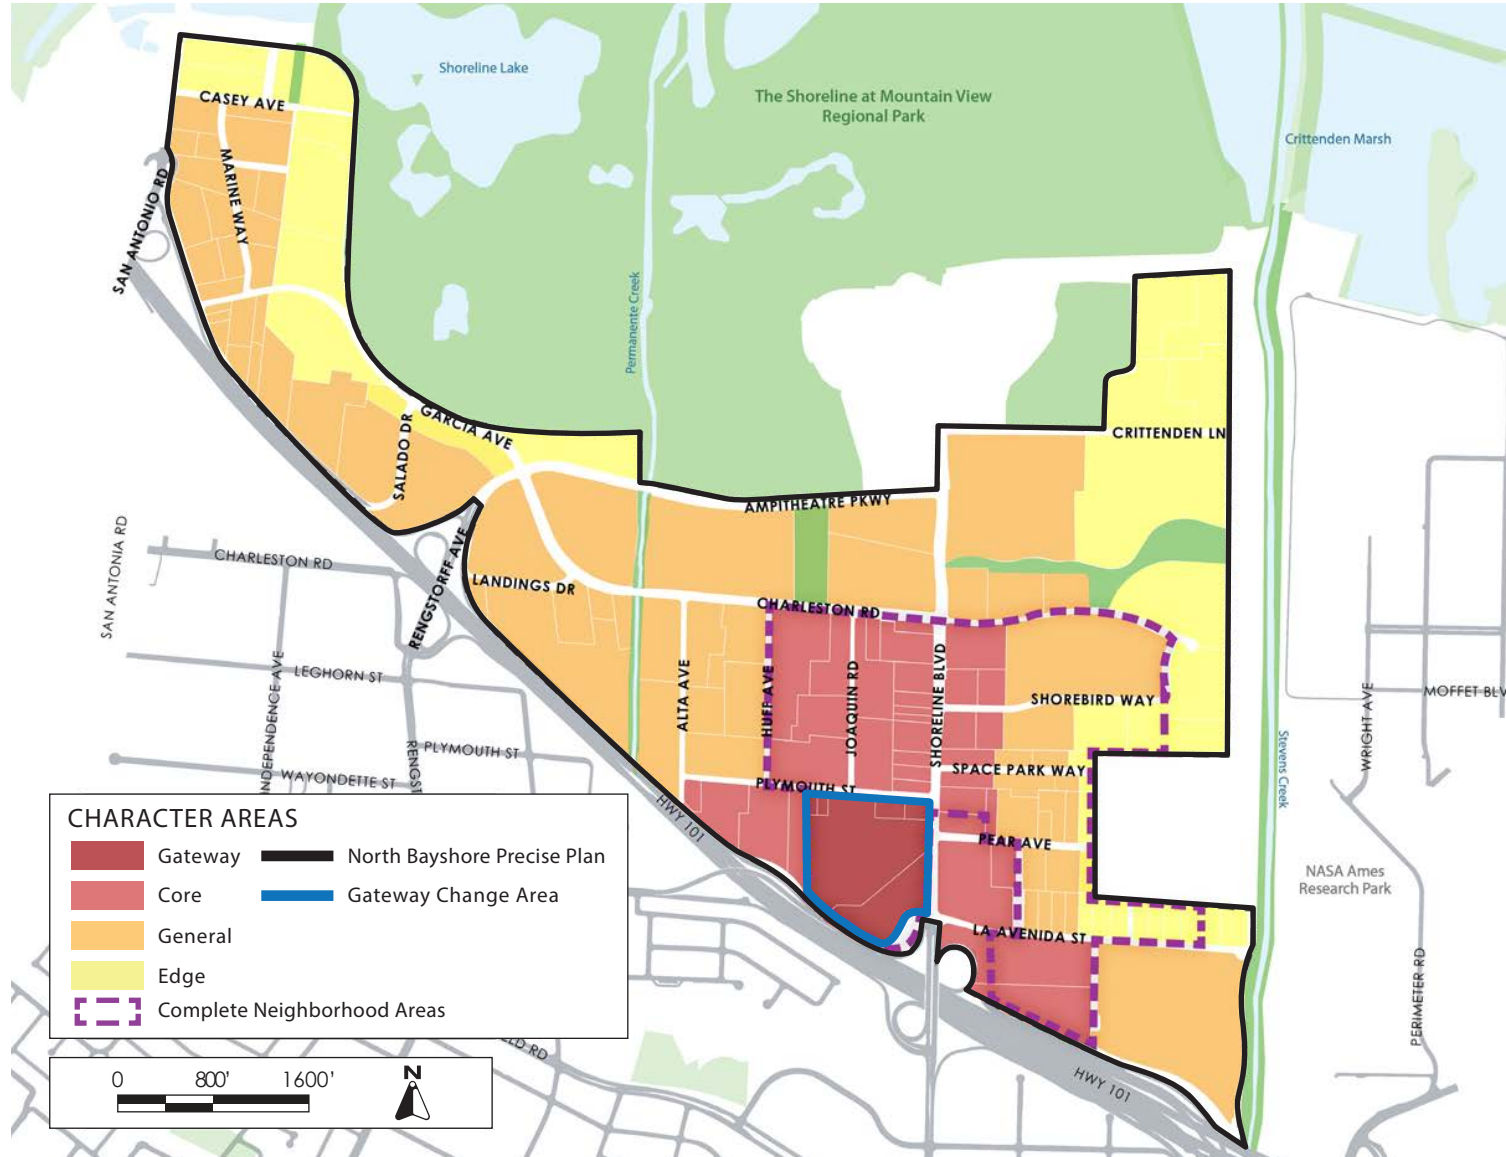 Shoreline Lake
The Shoreline at Mountain View
Regional Park
Crittenden Marsh
CASEY AVE
MARINE WAY
SAN ANTONIO RD
Permanente Creek
GARCIA AVE
SALADO DR
CRITTENDEN LN
AMPITHEATRE PKWY
SAN ANTONIA RD
CHARLESTON RD
RENGSTORFF AVE
LANDINGS DR
CHARLESTON RD
LEGHORN ST
INDEPENDENCE AVE
ALTA AVE
HUFF AVE
JOAQUIN RD
SHORELINE BLVD
SHOREBIRD WAY
WRIGHT AVE
MOFFET BLV
PLYMOUTH ST
RENGST
WAYONDETTE ST
PLYMOUTH ST
SPACE PARK WAY
Stevens Creek
HWY 101
PEAR AVE
NASA Ames
Research Park
LA AVENIDA ST
PERIMETER RD
HWY 101
CHARACTER AREAS
Gateway
North Bayshore Precise Plan
Core
Gateway Change Area
General
Edge
Complete Neighborhood Areas
ELD RD
0 800' 1600'
N